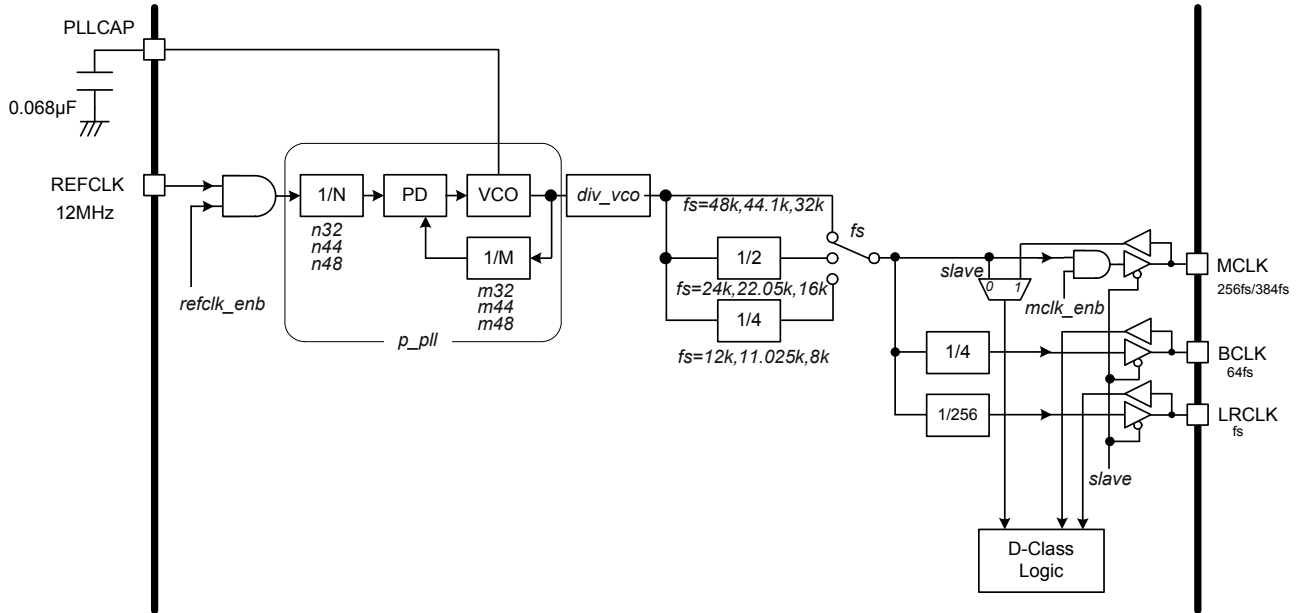 PLLCAP
0.068µF
REFCLK
12MHz
refclk_enb
1/N
n32
n44
n48
PD
VCO
1/M
m32
m44
m48
p_pll
div_vco
fs=48k,44.1k,32k
1/2
fs=24k,22.05k,16k
1/4
fs=12k,11.025k,8k
fs
slave
0
1
mclk_enb
MCLK
256fs/384fs
1/4
BCLK
64fs
1/256
LRCLK
fs
slave
D-Class
Logic